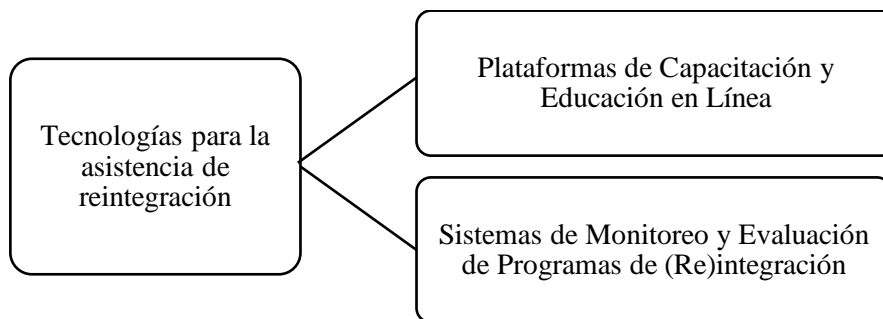 Tecnologías para la
asistencia de
reintegración
Plataformas de Capacitación y
Educación en Línea
Sistemas de Monitoreo y Evaluación
de Programas de (Re)integración